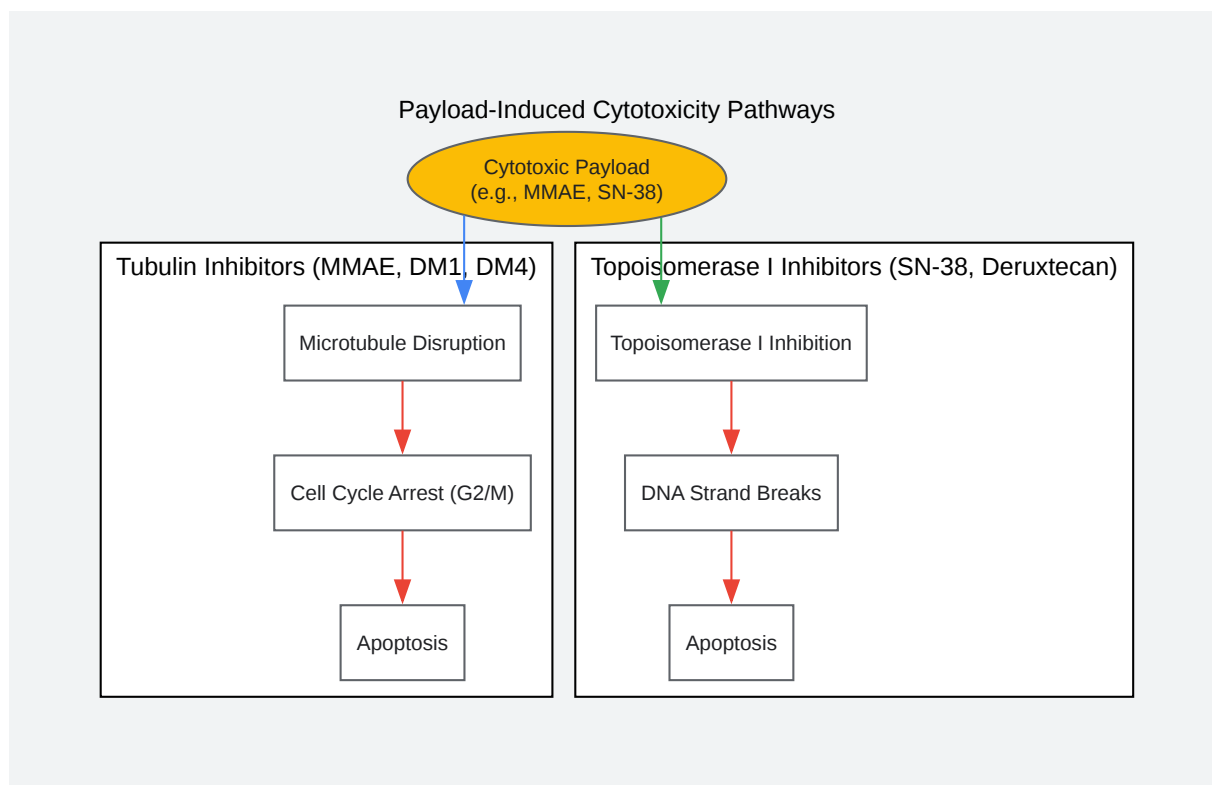 Payload-Induced Cytotoxicity Pathways
Cytotoxic Payload
(e.g., MMAE, SN-38)
Tubulin Inhibitors (MMAE, DM1, DM4)
Microtubule Disruption
Cell Cycle Arrest (G2/M)
Apoptosis
Topoisomerase I Inhibitors (SN-38, Deruxtecan)
Topoisomerase I Inhibition
DNA Strand Breaks
Apoptosis